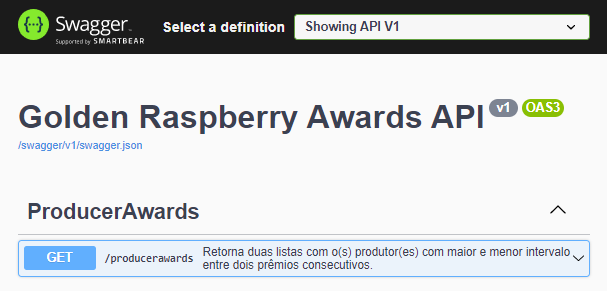 Swagger
Supported by SMARTBEAR
Select a definition
Showing API V1
Golden Raspberry Awards API v1 OAS3
/swagger/v1/swagger.json
ProducerAwards
GET /producerawards Retorna duas listas com o(s) produtor(es) com maior e menor intervalo
entre dois prêmios consecutivos.